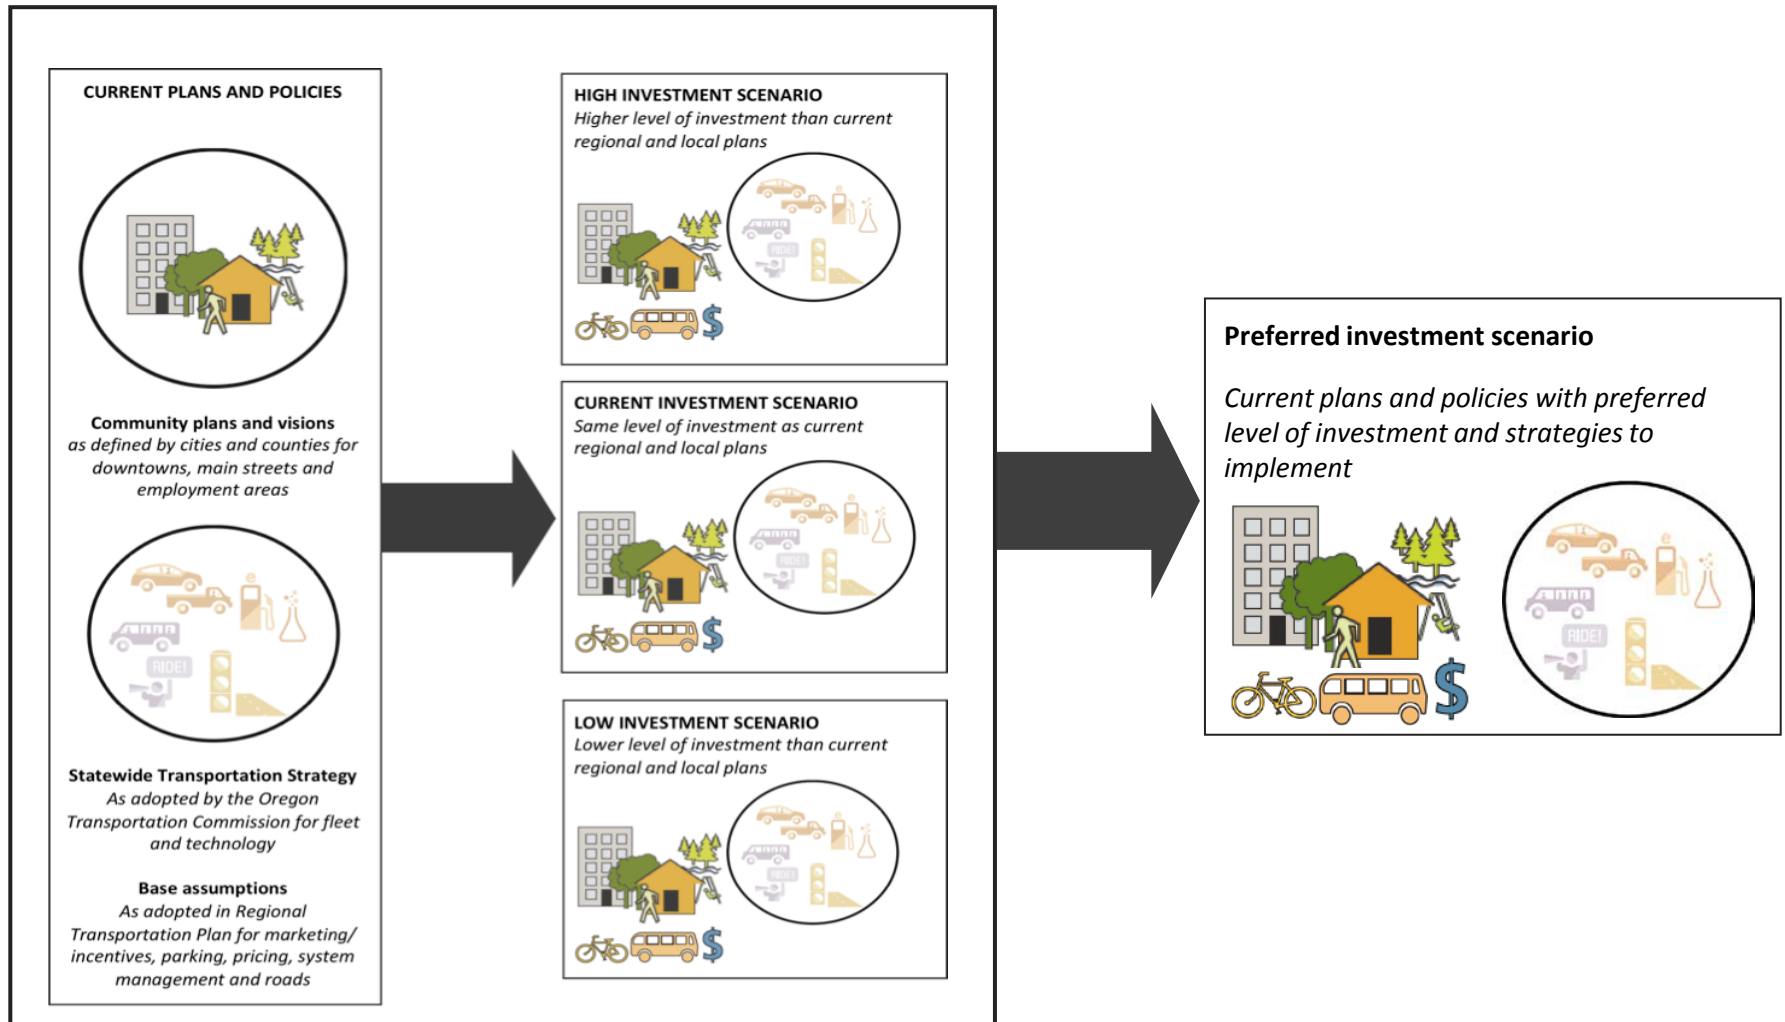 CURRENT PLANS AND POLICIES
Community plans and visions
as defined by cities and counties for
downtowns, main streets and
employment areas
e
RIDE!
Statewide Transportation Strategy
As adopted by the Oregon
Transportation Commission for fleet
and technology
Base assumptions
As adopted in Regional
Transportation Plan for marketing/
incentives, parking, pricing, system
management and roads
HIGH INVESTMENT SCENARIO
Higher level of investment than current
regional and local plans
e
RIDE!
$
CURRENT INVESTMENT SCENARIO
Same level of investment as current
regional and local plans
e
RIDE!
$
LOW INVESTMENT SCENARIO
Lower level of investment than current
regional and local plans
e
RIDE!
$
Preferred investment scenario
Current plans and policies with preferred
level of investment and strategies to
implement
e
RIDE!
$